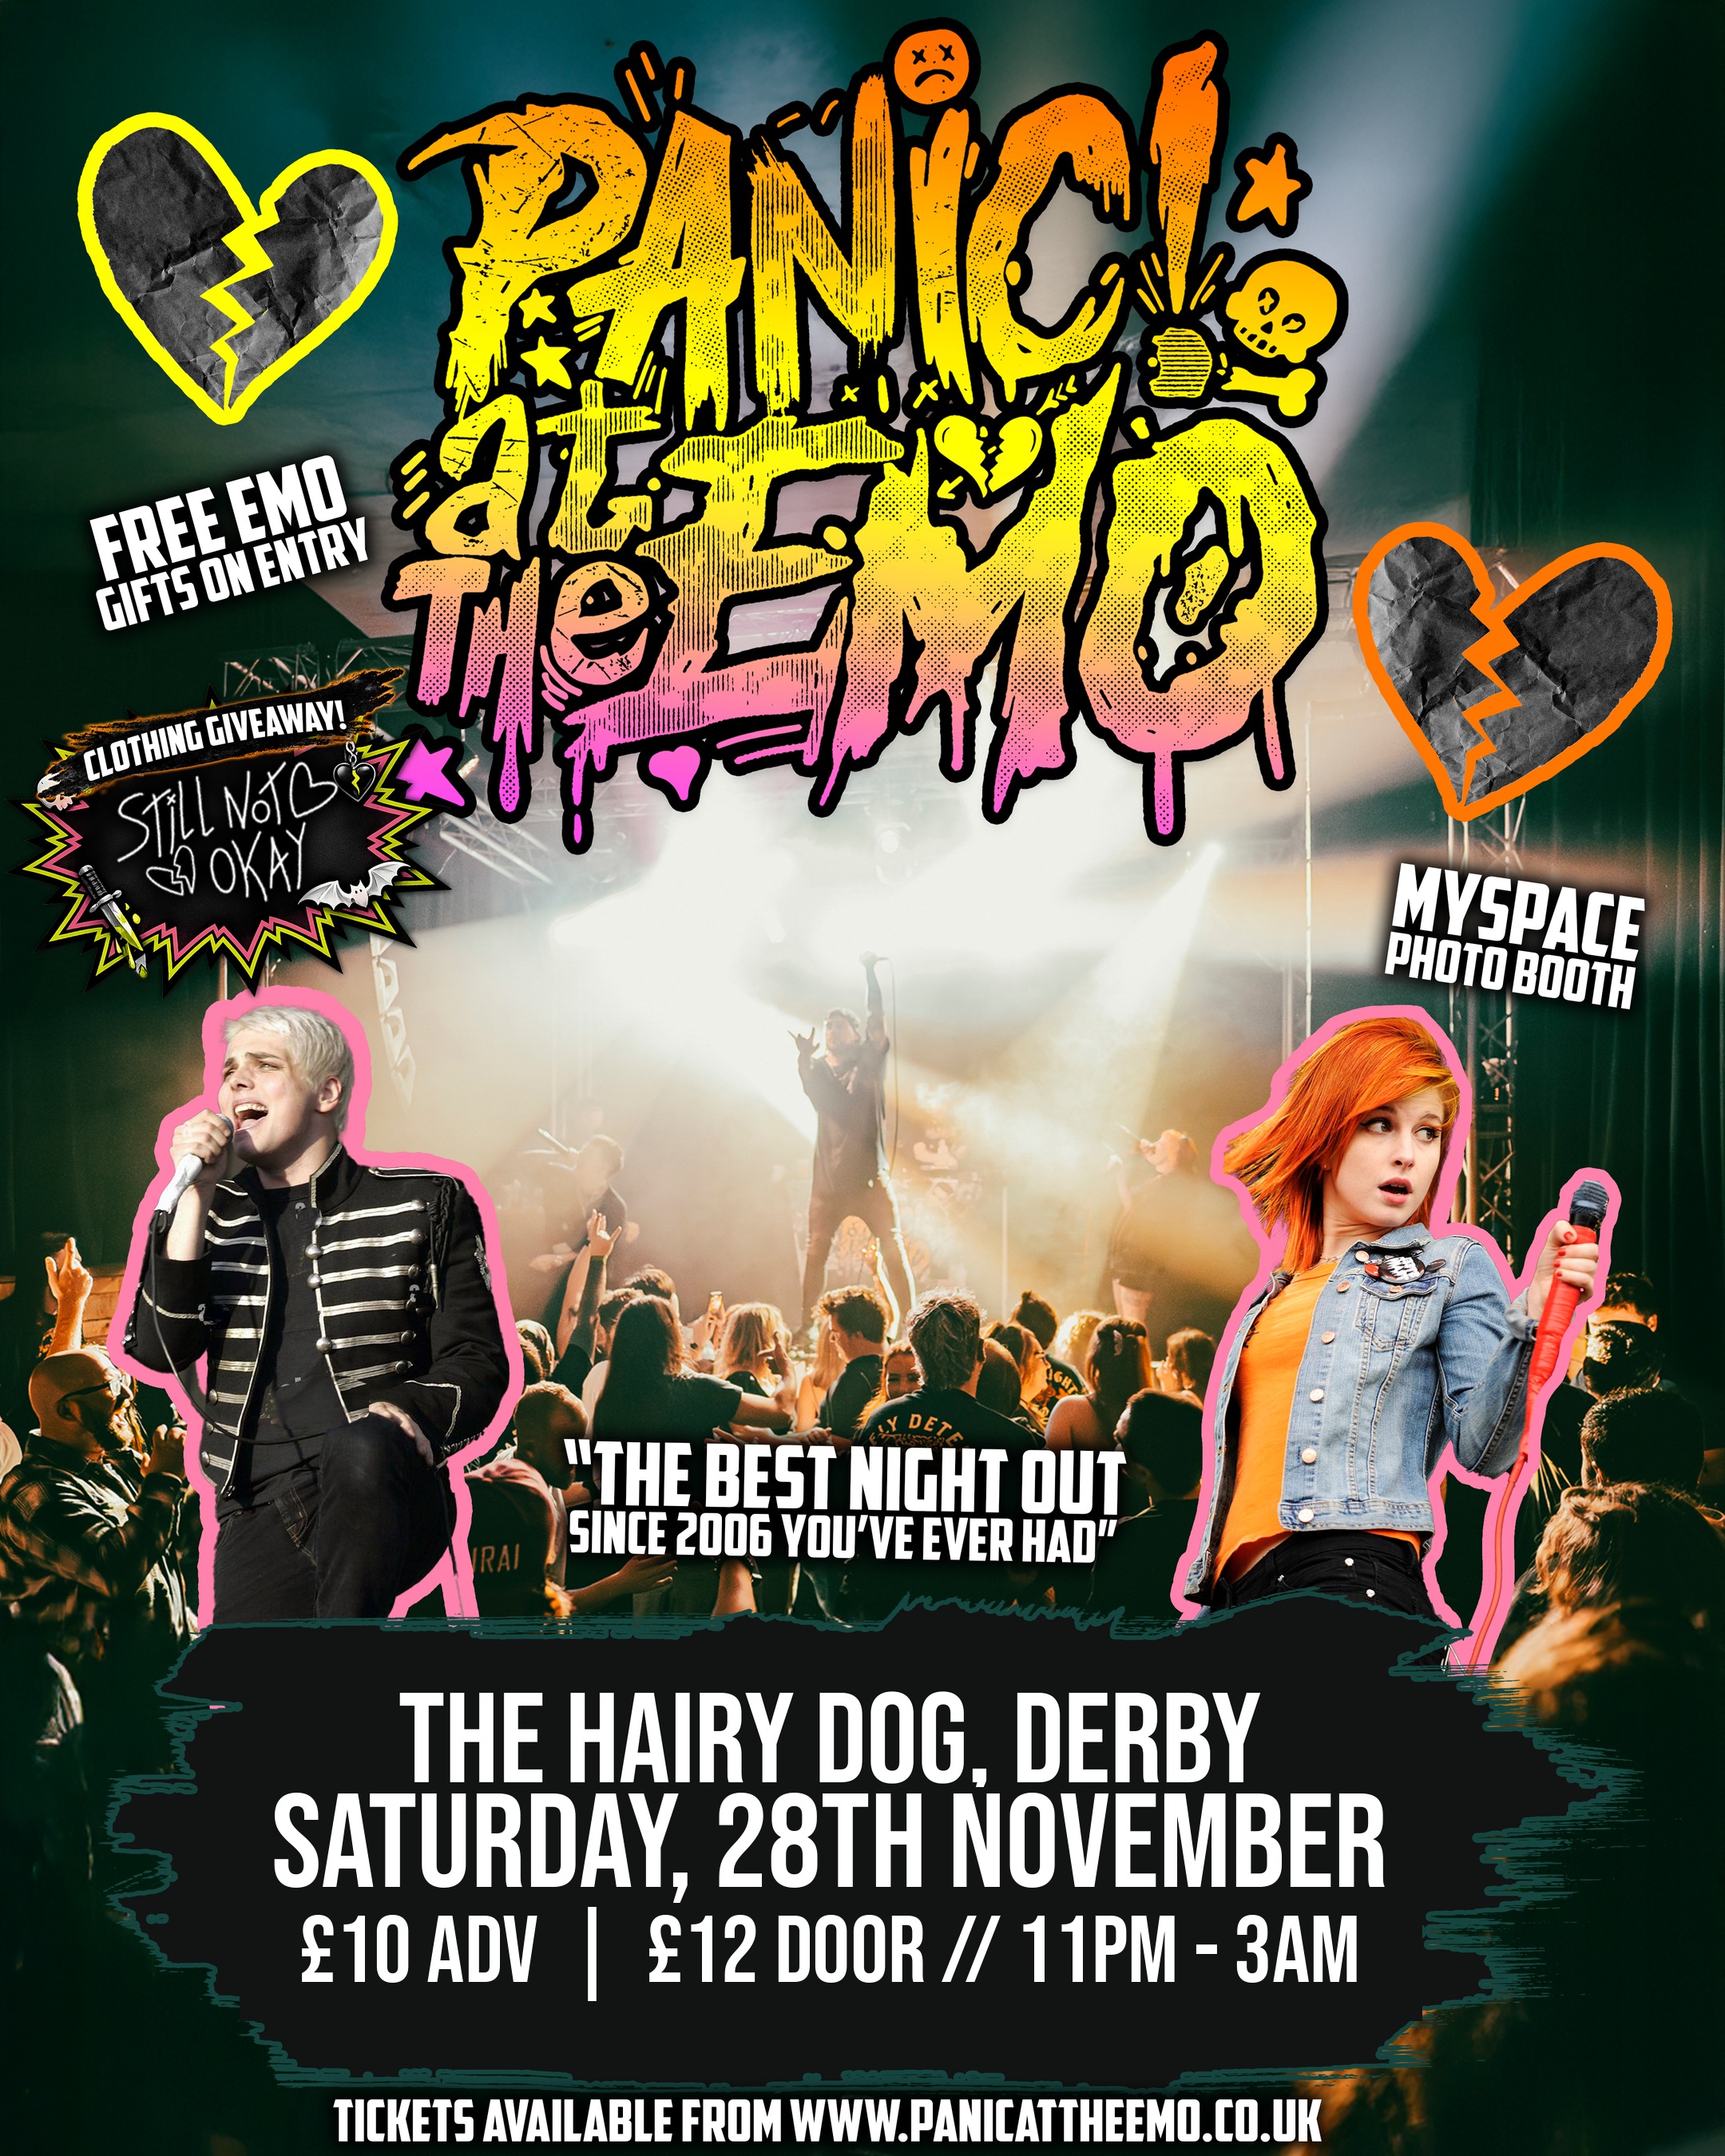 PANIC!
at THE EMO
FREE EMO
GIFTS ON ENTRY
CLOTHING GIVEAWAY!
STiLL NOT
OKAY
MYSPACE
PHOTO BOOTH
Y DETE
IRAI
"THE BEST NIGHT OUT
SINCE 2006 YOU'VE EVER HAD"
THE HAIRY DOG, DERBY
SATURDAY, 28TH NOVEMBER
£10 ADV | £12 DOOR // 11PM - 3AM
TICKETS AVAILABLE FROM WWW.PANICATTHEEMO.CO.UK